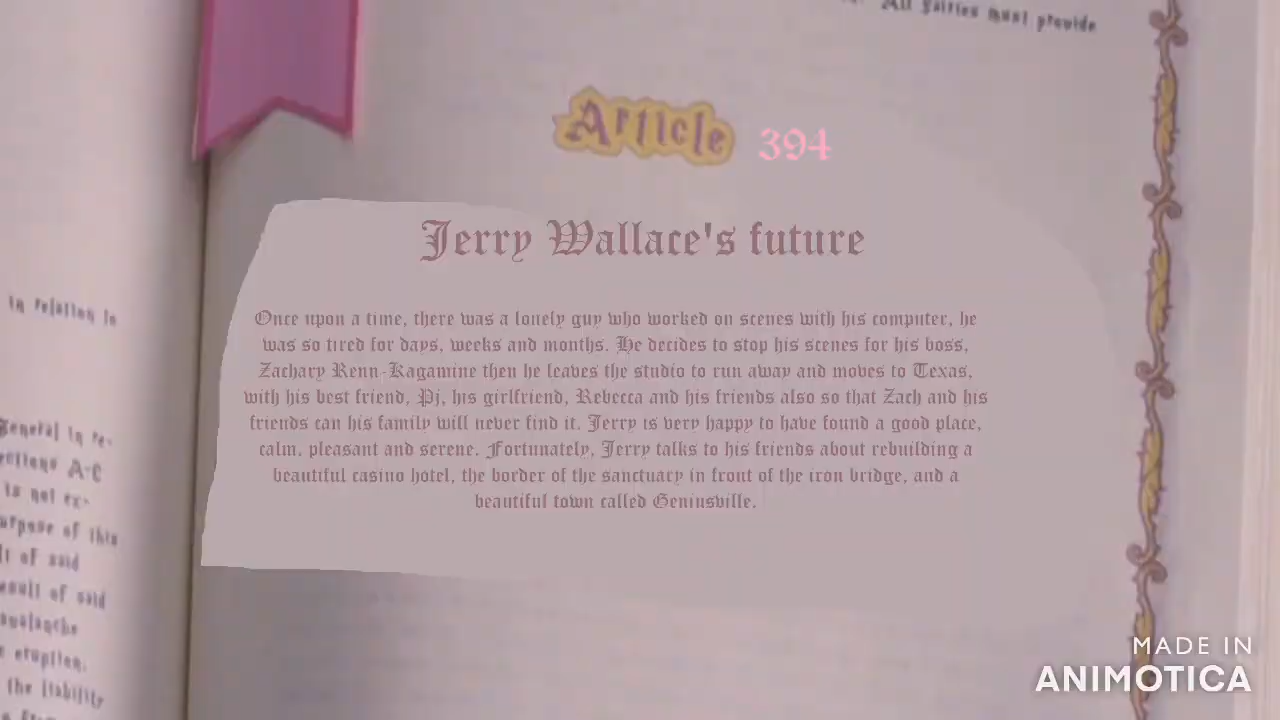 All fairies must provide
Article 394
Jerry Wallace's future
Once upon a time, there was a lonely guy who worked on scenes with his computer, he
was so tired for days, weeks and months. He decides to stop his scenes for his boss,
Zachary Renn-Kagamine then he leaves the studio to run away and moves to Texas,
with his best friend, Pj, his girlfriend, Rebecca and his friends also so that Zach and his
friends can his family will never find it. Jerry is very happy to have found a good place,
calm, pleasant and serene. Fortunately, Jerry talks to his friends about rebuilding a
beautiful casino hotel, the border of the sanctuary in front of the iron bridge, and a
beautiful town called Geniusville.
in relation to
General in re-
ections A-C
is not ex-
urpose of this
lt of said
esult of said
avalanche
e eruption.
the liability
MADE IN
ANIMOTICA